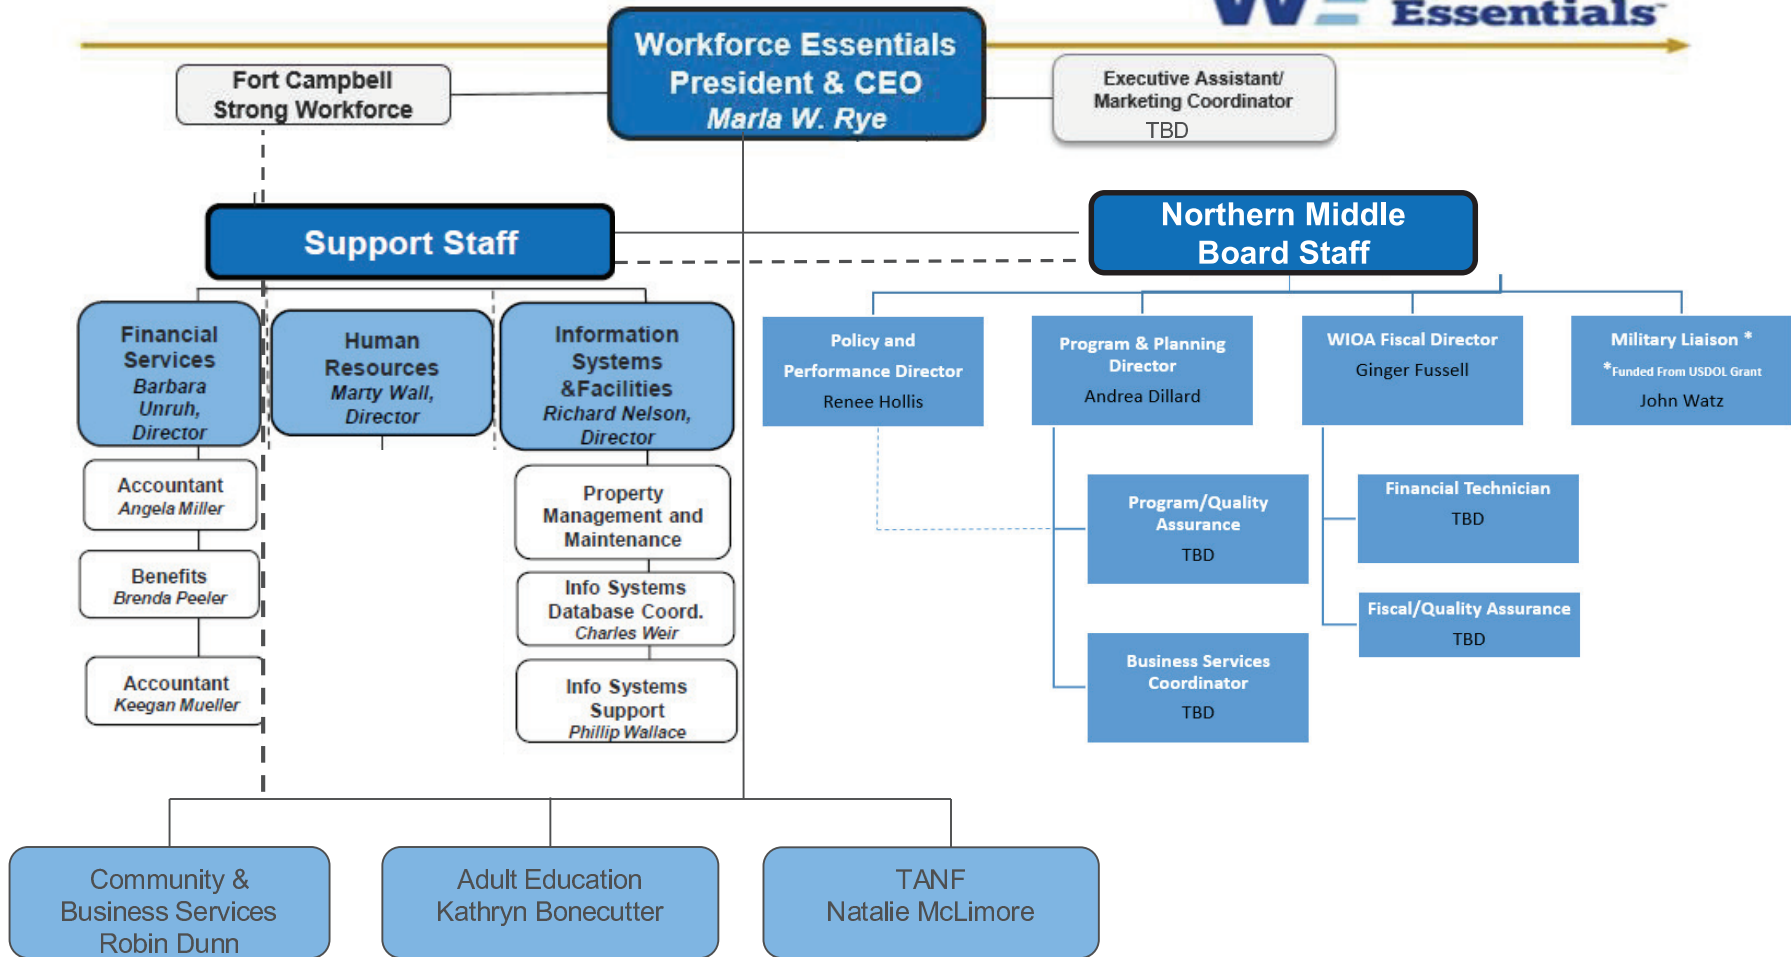 WE Essentials
Workforce Essentials
President & CEO
Marla W. Rye
Fort Campbell
Strong Workforce
Executive Assistant/
Marketing Coordinator
TBD
Support Staff
Northern Middle
Board Staff
Financial
Services
Barbara
Unruh,
Director
Human
Resources
Marty Wall,
Director
Information
Systems
&Facilities
Richard Nelson,
Director
Policy and
Performance Director
Renee Hollis
Program & Planning
Director
Andrea Dillard
WIOA Fiscal Director
Ginger Fussell
Military Liaison *
*Funded From USDOL Grant
John Watz
Accountant
Angela Miller
Benefits
Brenda Peeler
Accountant
Keegan Mueller
Property
Management and
Maintenance
Info Systems
Database Coord.
Charles Weir
Info Systems
Support
Phillip Wallace
Program/Quality
Assurance
TBD
Business Services
Coordinator
TBD
Financial Technician
TBD
Fiscal/Quality Assurance
TBD
Community &
Business Services
Robin Dunn
Adult Education
Kathryn Bonecutter
TANF
Natalie McLimore